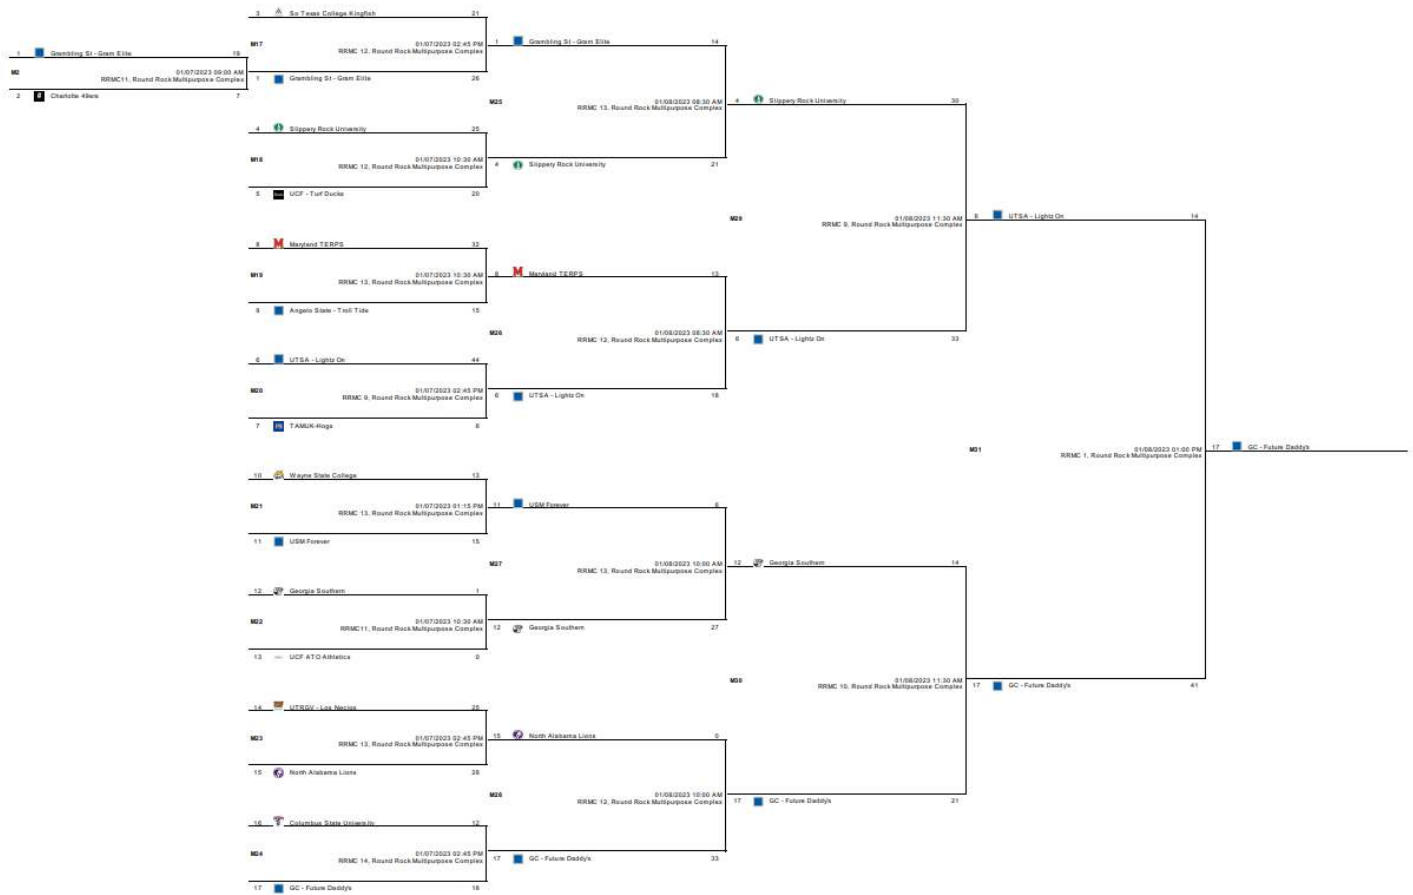 1 Grambling St - Gram Elite 19
M2 01/07/2023 09:00 AM
RRMC11, Round Rock Multipurpose Complex
2 Charlotte 49ers 7
3 So Texas College Kingfish 21
M17 01/07/2023 02:45 PM
RRMC 12, Round Rock Multipurpose Complex
1 Grambling St - Gram Elite 26
4 Slippery Rock University 25
M18 01/07/2023 10:30 AM
RRMC 12, Round Rock Multipurpose Complex
5 UCF - Turf Ducks 20
8 Maryland TERPS 32
M19 01/07/2023 10:30 AM
RRMC 13, Round Rock Multipurpose Complex
9 Angelo State - Troll Tide 15
6 UTSA - Lights On 44
M20 01/07/2023 02:45 PM
RRMC 9, Round Rock Multipurpose Complex
7 TAMUK-Hogs 8
10 Wayne State College 13
M21 01/07/2023 01:15 PM
RRMC 13, Round Rock Multipurpose Complex
11 USM Forever 15
12 Georgia Southern 1
M22 01/07/2023 10:30 AM
RRMC11, Round Rock Multipurpose Complex
13 UCF ATO Athletics 0
14 UTRGV - Los Necios 25
M23 01/07/2023 02:45 PM
RRMC 13, Round Rock Multipurpose Complex
15 North Alabama Lions 28
16 Columbus State University 12
M24 01/07/2023 02:45 PM
RRMC 14, Round Rock Multipurpose Complex
17 GC - Future Daddy's 18
1 Grambling St - Gram Elite 14
M25 01/08/2023 08:30 AM
RRMC 13, Round Rock Multipurpose Complex
4 Slippery Rock University 21
8 Maryland TERPS 13
M26 01/08/2023 08:30 AM
RRMC 12, Round Rock Multipurpose Complex
6 UTSA - Lights On 18
11 USM Forever 6
M27 01/08/2023 10:00 AM
RRMC 13, Round Rock Multipurpose Complex
12 Georgia Southern 27
15 North Alabama Lions 0
M28 01/08/2023 10:00 AM
RRMC 12, Round Rock Multipurpose Complex
17 GC - Future Daddy's 33
4 Slippery Rock University 30
M29 01/08/2023 11:30 AM
RRMC 9, Round Rock Multipurpose Complex
6 UTSA - Lights On 33
12 Georgia Southern 14
M30 01/08/2023 11:30 AM
RRMC 10, Round Rock Multipurpose Complex
17 GC - Future Daddy's 21
6 UTSA - Lights On 14
M31 01/08/2023 01:00 PM
RRMC 1, Round Rock Multipurpose Complex
17 GC - Future Daddy's 41
17 GC - Future Daddy's